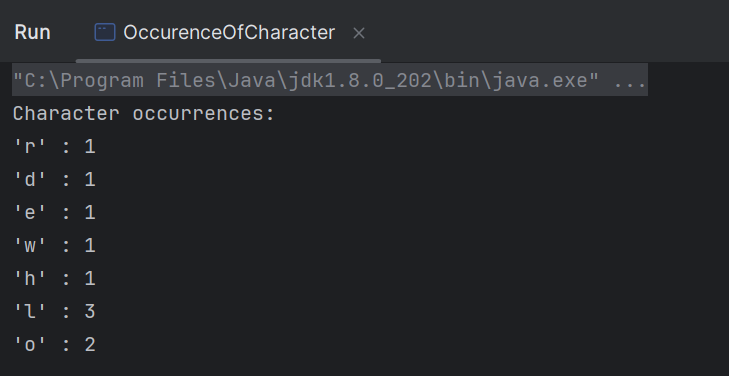 Run OccurenceOfCharacter ×
"C:\Program Files\Java\jdk1.8.0_202\bin\java.exe" ...
Character occurrences:
'r' : 1
'd' : 1
'e' : 1
'w' : 1
'h' : 1
'l' : 3
'o' : 2